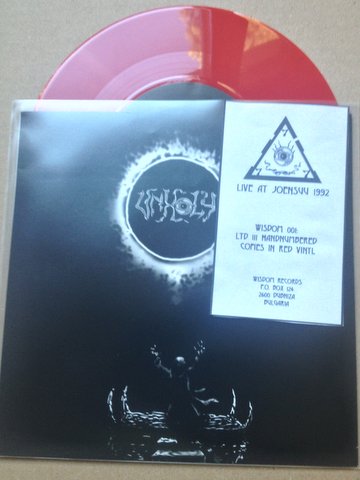 UNHOLY
LIVE AT JOENSUU 1992
WISDOM 001:
LTD 111 HANDNUMBERED
COMES IN RED VINYL
WISDOM RECORDS
P.O. BOX 124
2600 DUBNIZA
BULGARIA